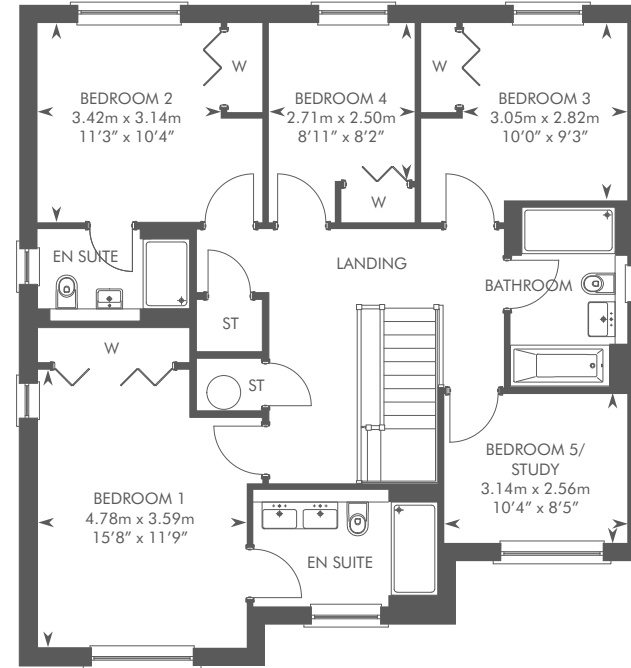 BEDROOM 2
3.42m x 3.14m
11’3” x 10’4”
W
BEDROOM 4
2.71m x 2.50m
8’11” x 8’2”
W
W
BEDROOM 3
3.05m x 2.82m
10’0” x 9’3”
EN SUITE
LANDING
BATHROOM
ST
W
ST
BEDROOM 1
4.78m x 3.59m
15’8” x 11’9”
EN SUITE
BEDROOM 5/
STUDY
3.14m x 2.56m
10’4” x 8’5”